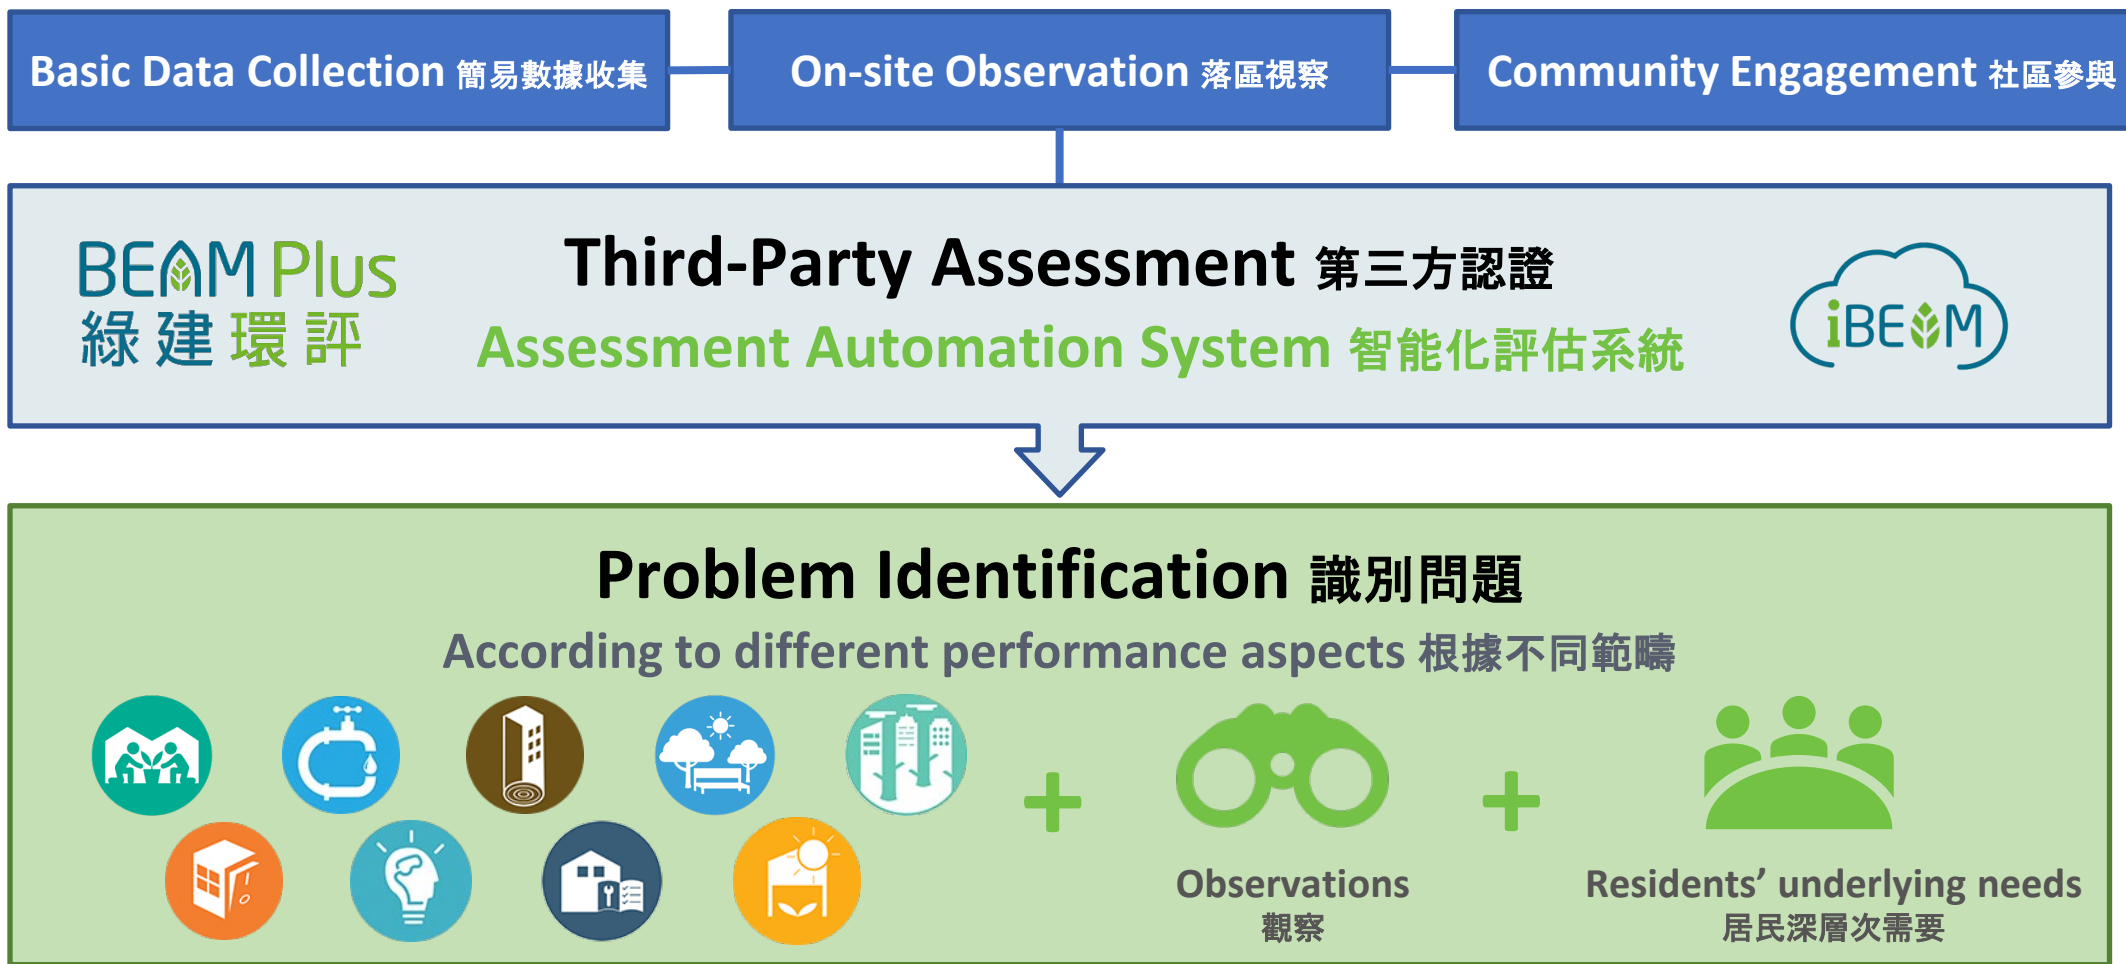 Basic Data Collection 簡易數據收集
On-site Observation 落區視察
Community Engagement 社區參與
BEAM Plus
綠建環評
Third-Party Assessment 第三方認證
Assessment Automation System 智能化評估系統
iBEAM
Problem Identification 識別問題
According to different performance aspects 根據不同範疇
+
+
Observations
觀察
Residents’ underlying needs
居民深層次需要